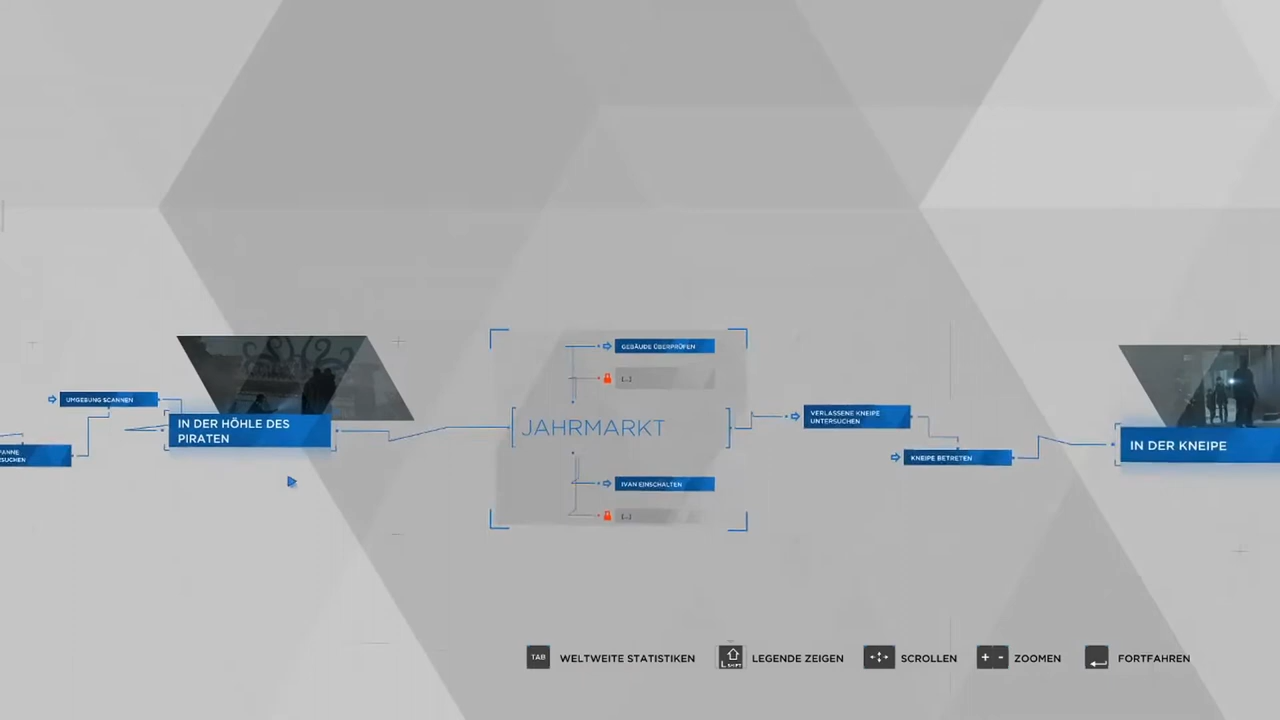 UMGEBUNG SCANNEN
IN DER HÖHLE DES
PIRATEN
GEBÄUDE ÜBERPRÜFEN
[...]
JAHRMARKT
IVAN EINSCHALTEN
[...]
VERLASSENE KNEIPE
UNTERSUCHEN
KNEIPE BETRETEN
IN DER KNEIPE
TAB WELTWEITE STATISTIKEN
LEGENDE ZEIGEN
SCROLLEN
+ - ZOOMEN
FORTFAHREN